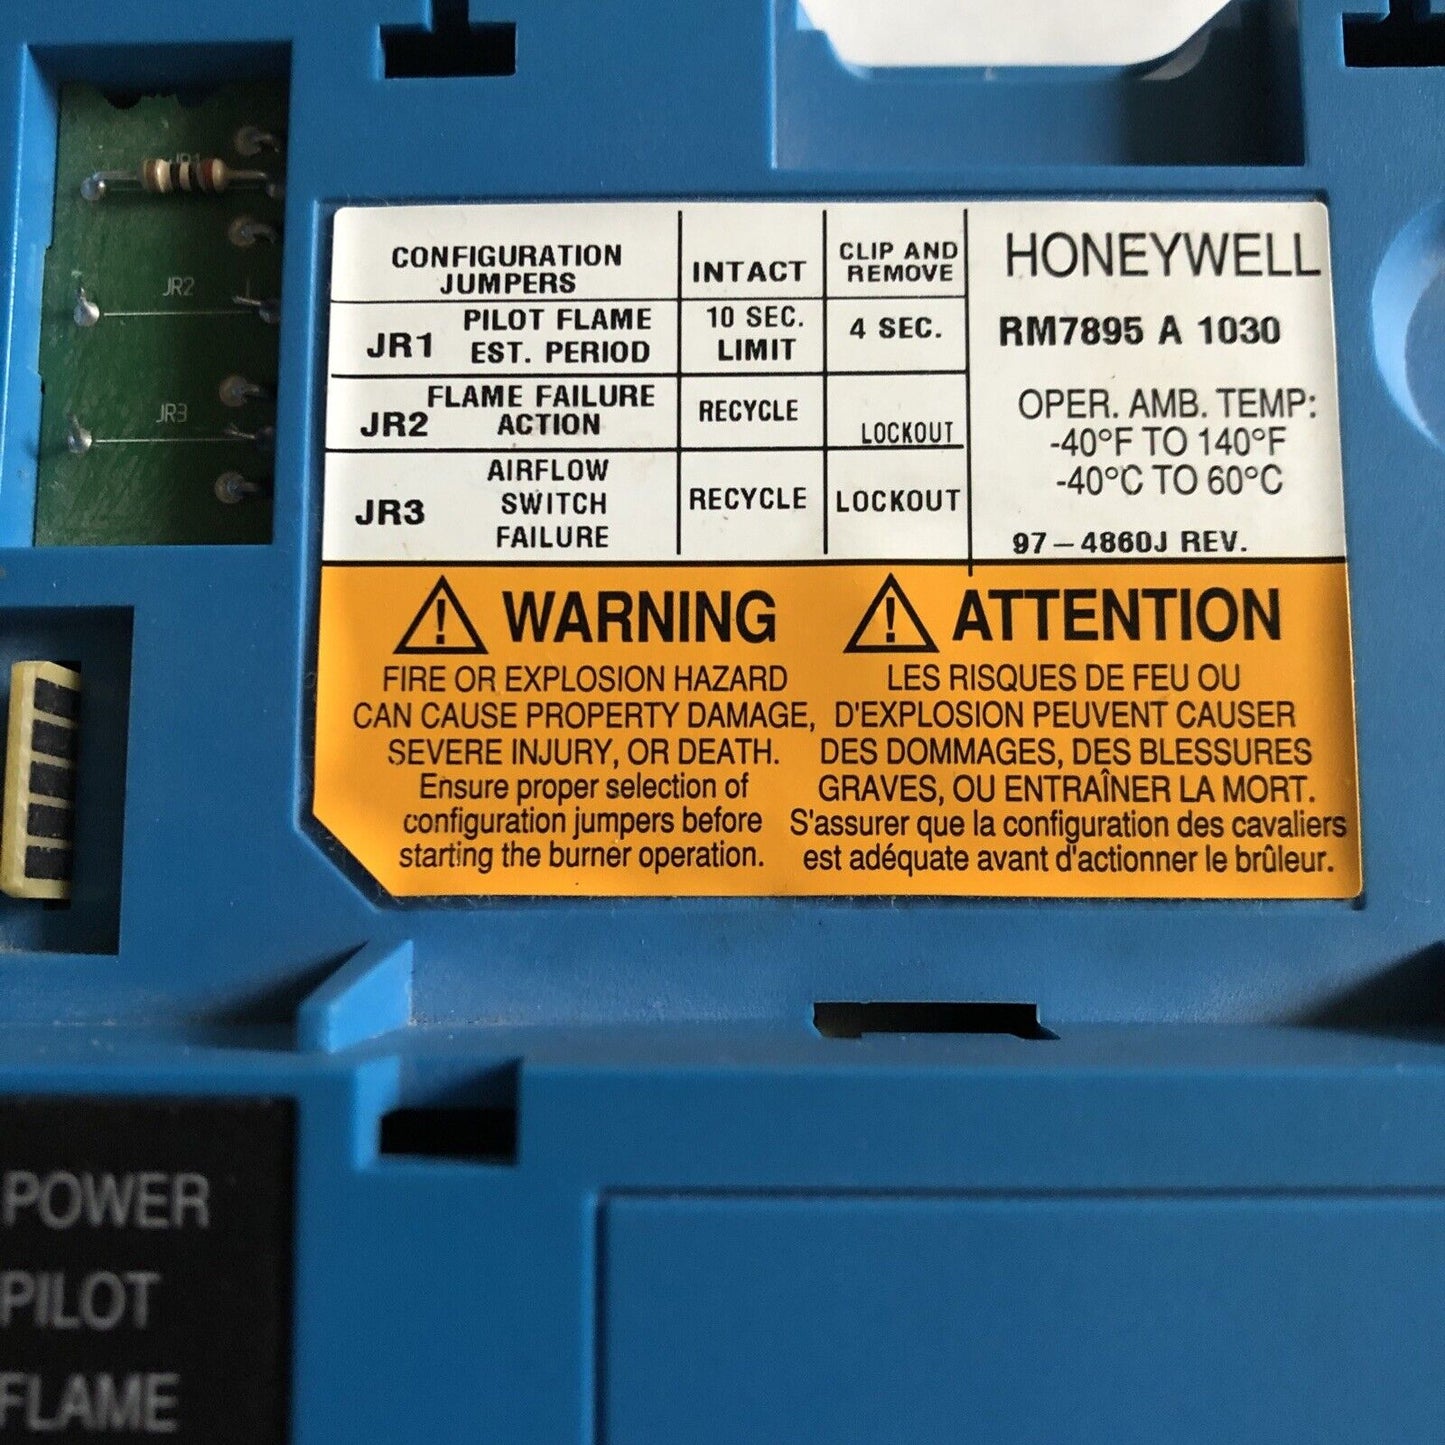 JR1
JR2
JR3
CONFIGURATION JUMPERS
INTACT
CLIP AND REMOVE
JR1 PILOT FLAME EST. PERIOD
10 SEC. LIMIT
4 SEC.
JR2 FLAME FAILURE ACTION
RECYCLE
LOCKOUT
JR3 AIRFLOW SWITCH FAILURE
RECYCLE
LOCKOUT
HONEYWELL
RM7895 A 1030
OPER. AMB. TEMP:
-40°F TO 140°F
-40°C TO 60°C
97-4860J REV.
WARNING
FIRE OR EXPLOSION HAZARD
CAN CAUSE PROPERTY DAMAGE,
SEVERE INJURY, OR DEATH.
Ensure proper selection of
configuration jumpers before
starting the burner operation.
ATTENTION
LES RISQUES DE FEU OU
D'EXPLOSION PEUVENT CAUSER
DES DOMMAGES, DES BLESSURES
GRAVES, OU ENTRAÎNER LA MORT.
S'assurer que la configuration des cavaliers
est adéquate avant d'actionner le brûleur.
POWER
PILOT
FLAME